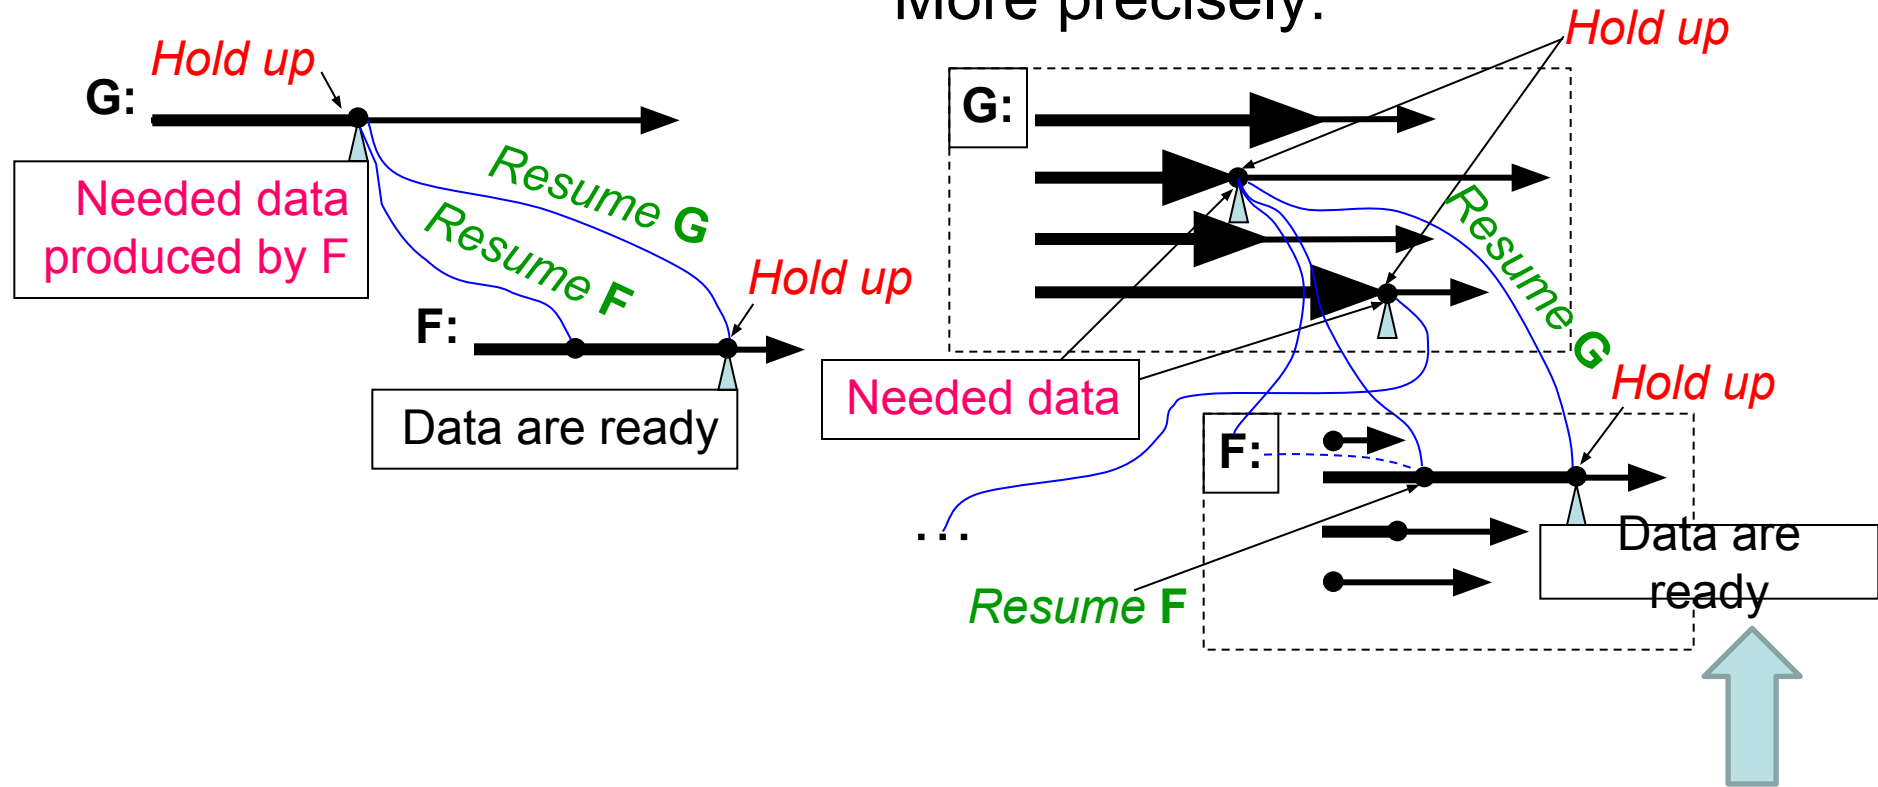 More precisely:
Hold up
G:
Needed data
produced by F
Resume G
Resume F
Hold up
F:
Data are ready
Hold up
G:
Resume G
Needed data
Hold up
F:
...
Resume F
Data are
ready